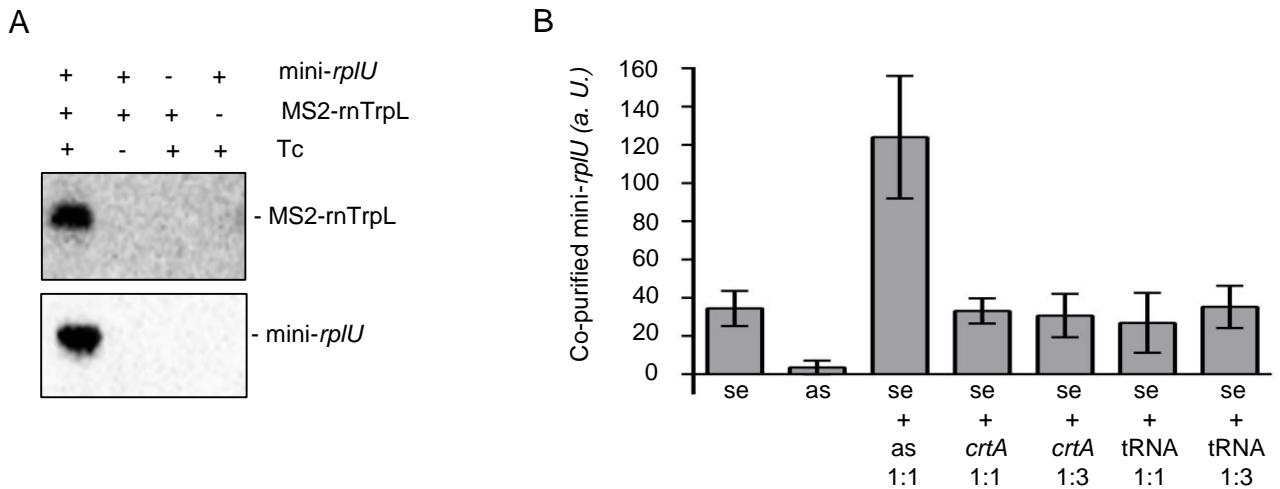 A
+ + - + mini-rplU
+ + + - MS2-rnTrpL
+ - + + Tc
- MS2-rnTrpL
- mini-rplU
B
Co-purified mini-rplU (a. U.)
160
140
120
100
80
60
40
20
0
se as se se se se se
+ + + + +
as crtA crtA tRNA tRNA
1:1 1:1 1:3 1:1 1:3